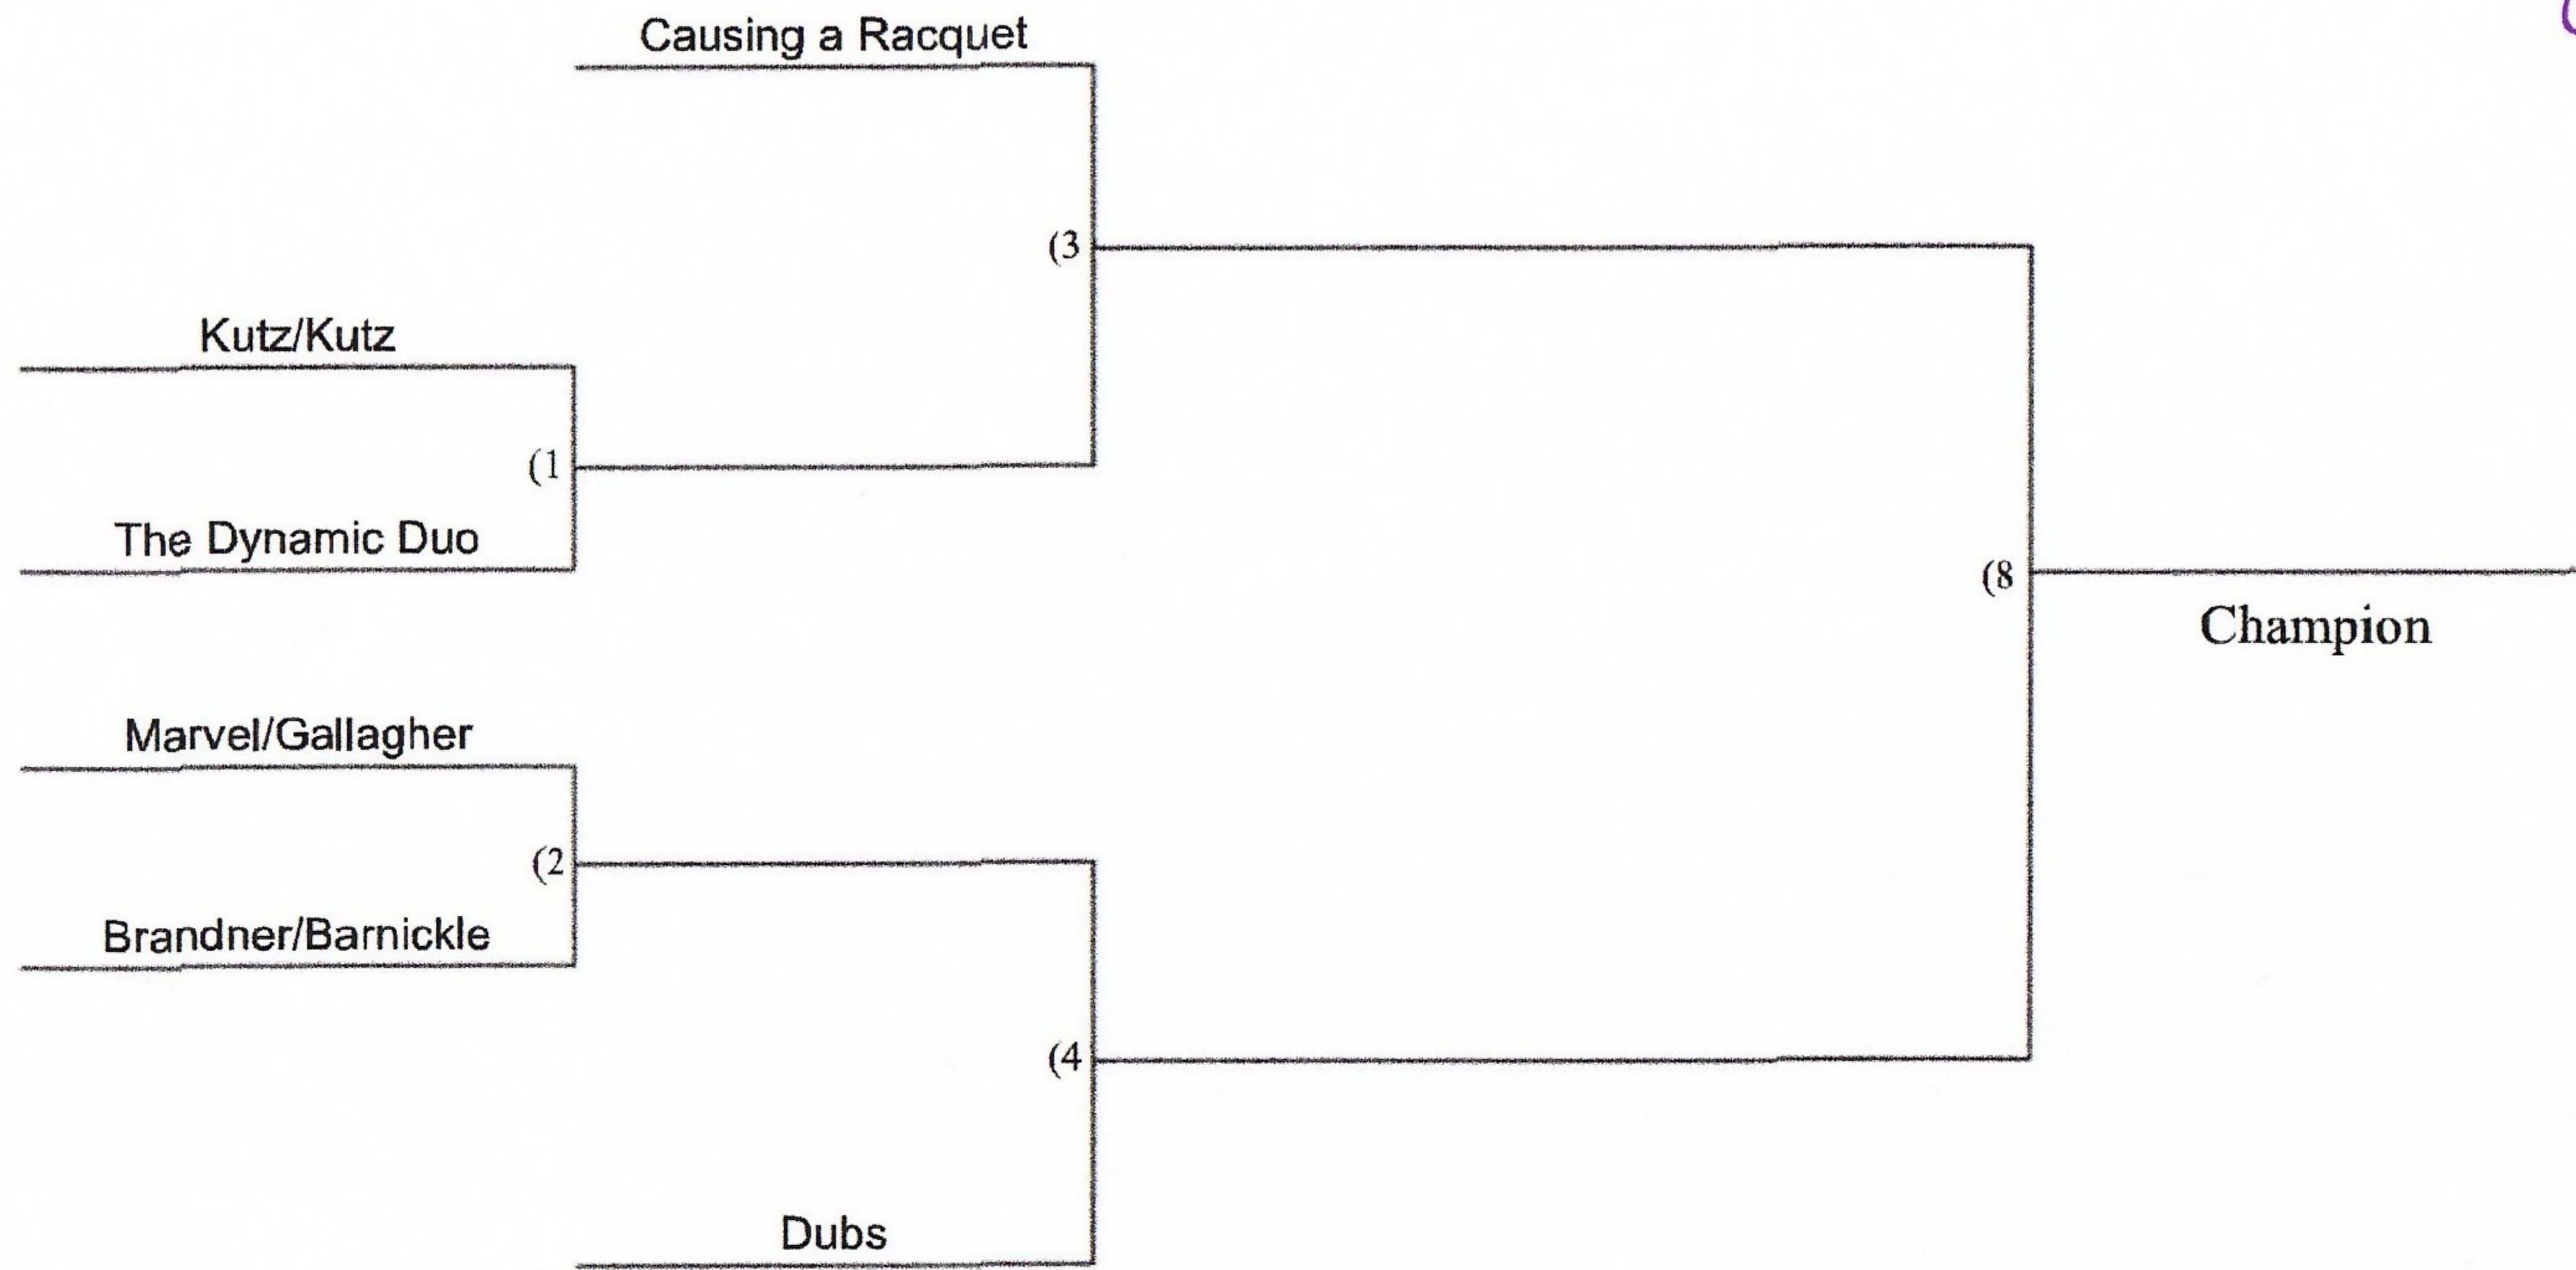 Causing a Racquet
(3
Kutz/Kutz
(1
The Dynamic Duo
(8
Champion
Marvel/Gallagher
(2
Brandner/Barnickle
(4
Dubs